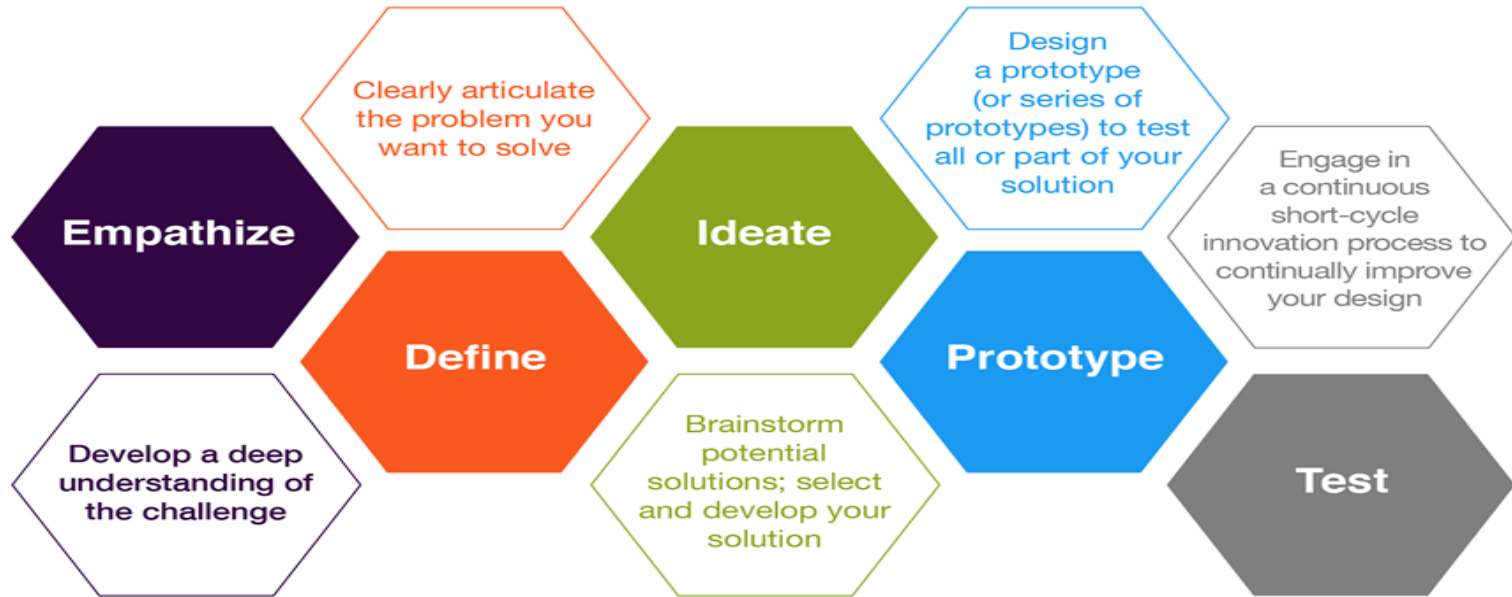 Empathize
Develop a deep
understanding of
the challenge
Clearly articulate
the problem you
want to solve
Define
Ideate
Brainstorm
potential
solutions; select
and develop your
solution
Design
a prototype
(or series of
prototypes) to test
all or part of your
solution
Prototype
Engage in
a continuous
short-cycle
innovation process to
continually improve
your design
Test